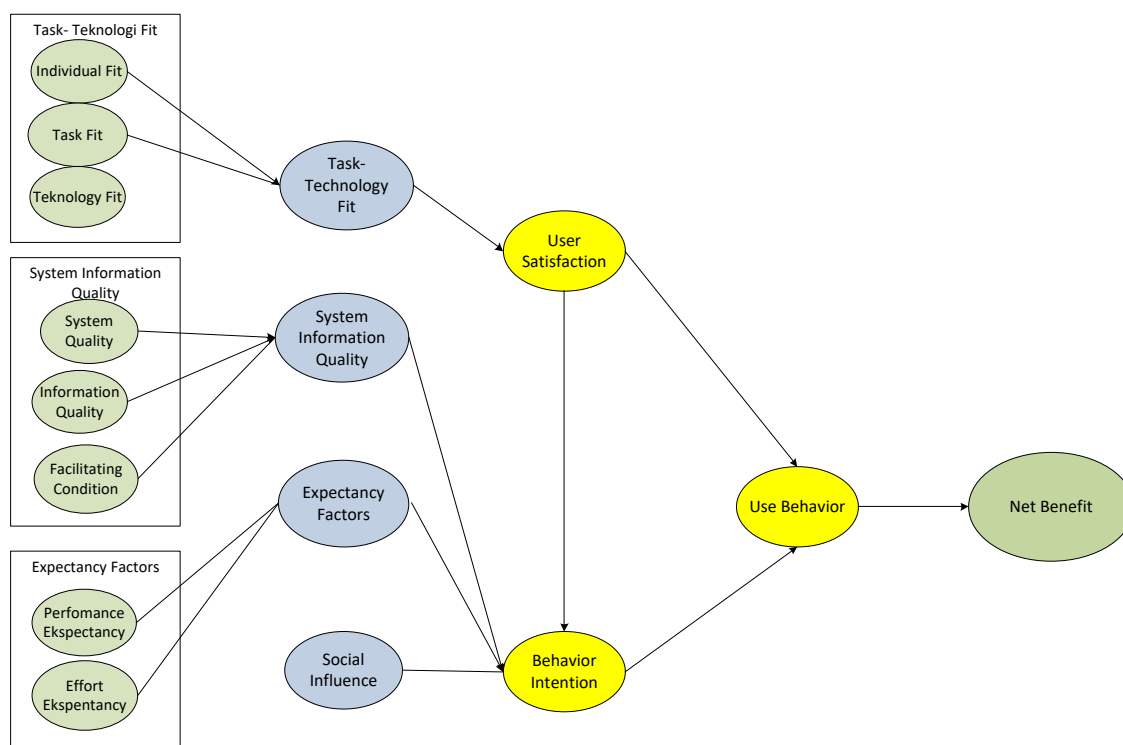 Task- Teknologi Fit
Individual Fit
Task Fit
Teknology Fit
System Information
Quality
System
Quality
Information
Quality
Facilitating
Condition
Expectancy Factors
Perfomance
Ekspectancy
Effort
Ekspentancy
Task-
Technology
Fit
System
Information
Quality
Expectancy
Factors
Social
Influence
User
Satisfaction
Behavior
Intention
Use Behavior
Net Benefit